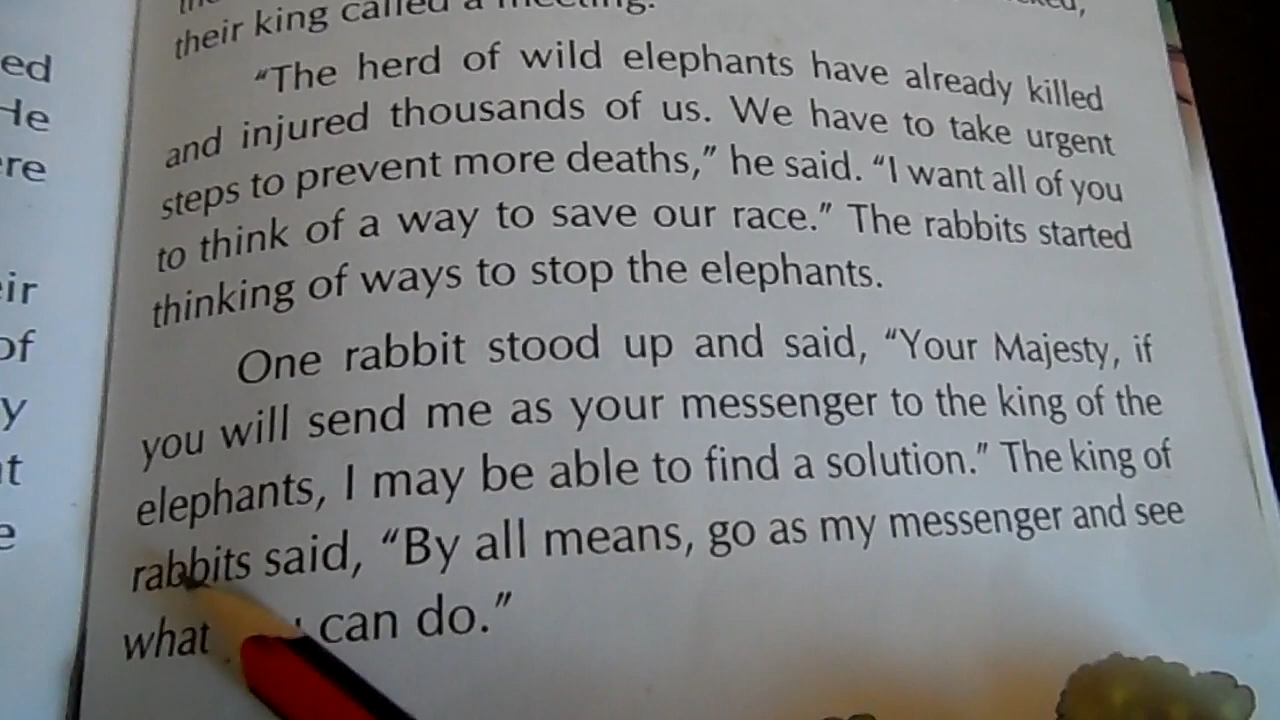 their king called a meeting.
"The herd of wild elephants have already killed
and injured thousands of us. We have to take urgent
steps to prevent more deaths," he said. "I want all of you
to think of a way to save our race." The rabbits started
thinking of ways to stop the elephants.
One rabbit stood up and said, "Your Majesty, if
you will send me as your messenger to the king of the
elephants, I may be able to find a solution." The king of
rabbits said, "By all means, go as my messenger and see
what can do."
ed
He
ere
eir
of
y
t
e